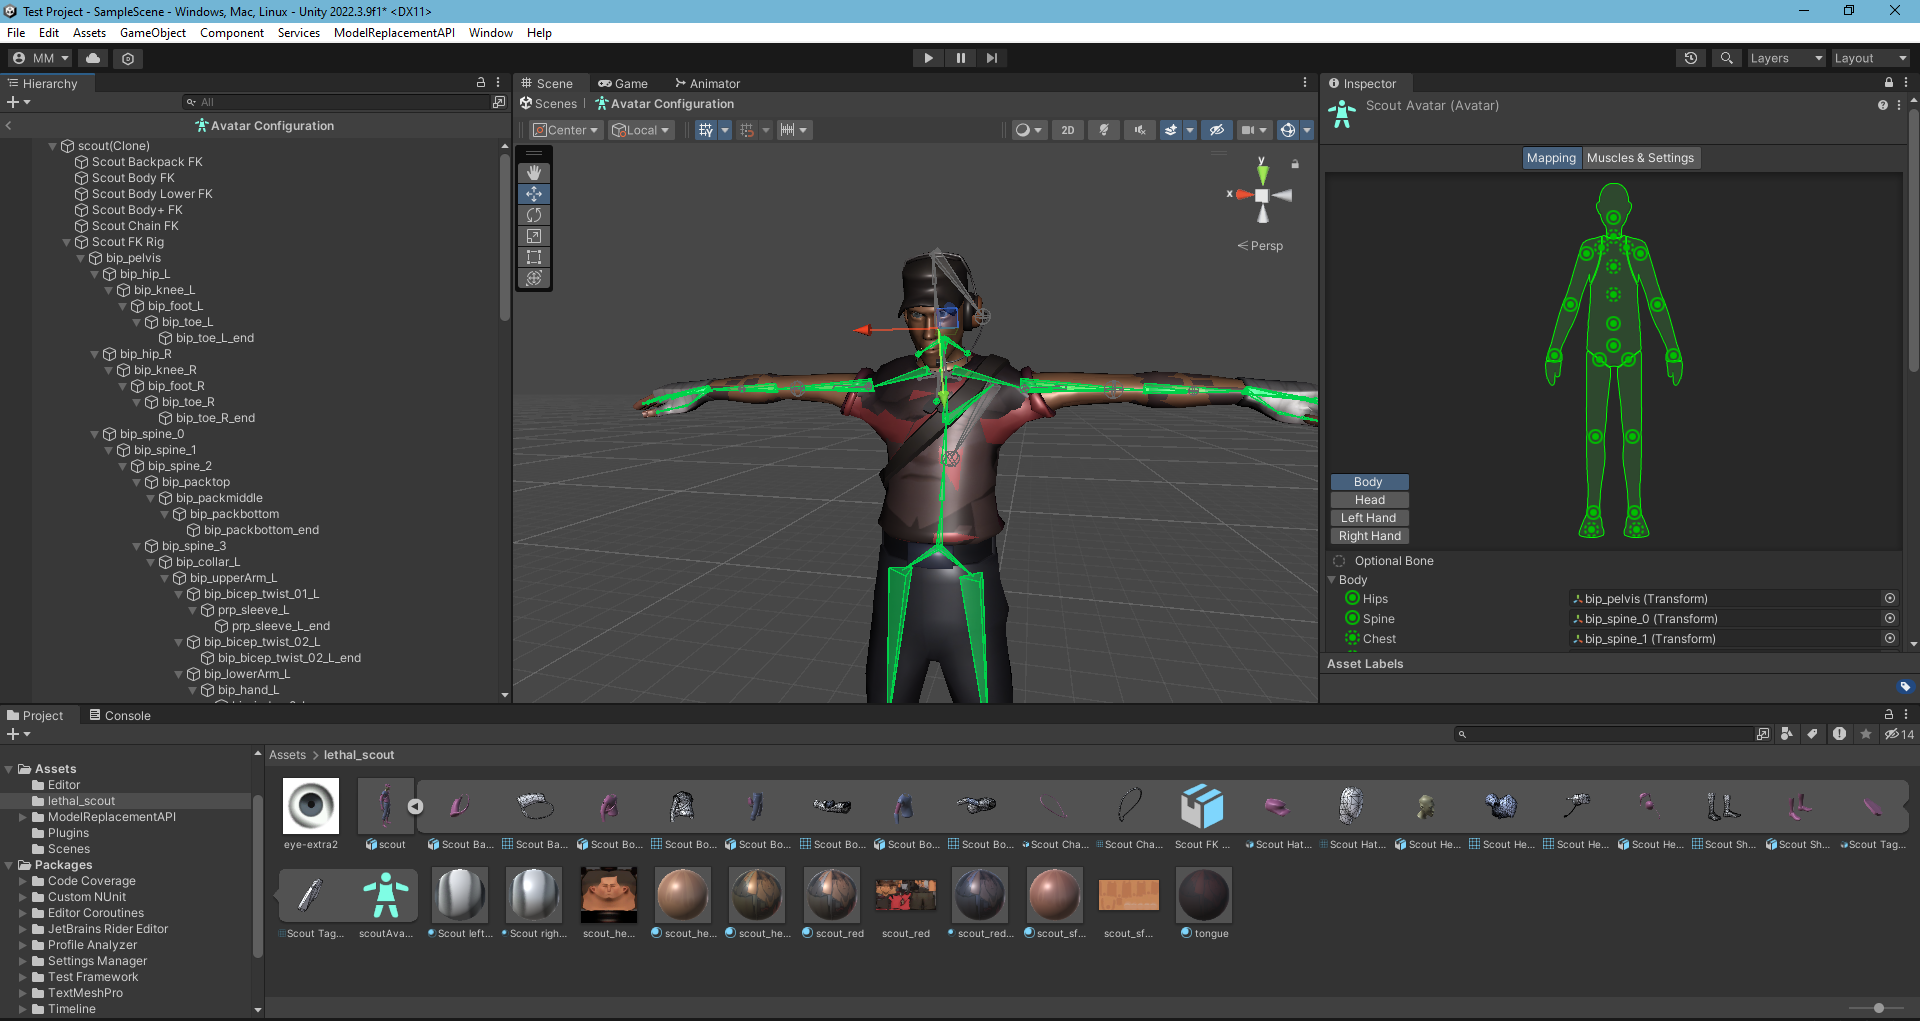 Test Project - SampleScene - Windows, Mac, Linux - Unity 2022.3.9f1* <DX11>
File Edit Assets GameObject Component Services ModelReplacementAPI Window Help
MM Layers Layout
Hierarchy
All
Avatar Configuration
scout(Clone)
Scout Backpack FK
Scout Body FK
Scout Body Lower FK
Scout Body+ FK
Scout Chain FK
Scout FK Rig
bip_pelvis
bip_hip_L
bip_knee_L
bip_foot_L
bip_toe_L
bip_toe_L_end
bip_hip_R
bip_knee_R
bip_foot_R
bip_toe_R
bip_toe_R_end
bip_spine_0
bip_spine_1
bip_spine_2
bip_packtop
bip_packmiddle
bip_packbottom
bip_packbottom_end
bip_spine_3
bip_collar_L
bip_upperArm_L
bip_bicep_twist_01_L
prp_sleeve_L
prp_sleeve_L_end
bip_bicep_twist_02_L
bip_bicep_twist_02_L_end
bip_lowerArm_L
bip_hand_L
Scene Game Animator
Scenes | Avatar Configuration
Center Local 2D
y
x
< Persp
Inspector
Scout Avatar (Avatar)
Mapping Muscles & Settings
Body
Head
Left Hand
Right Hand
Optional Bone
Body
Hips bip_pelvis (Transform)
Spine bip_spine_0 (Transform)
Chest bip_spine_1 (Transform)
Asset Labels
Project Console
14
Assets
Editor
lethal_scout
ModelReplacementAPI
Plugins
Scenes
Packages
Code Coverage
Custom NUnit
Editor Coroutines
JetBrains Rider Editor
Profile Analyzer
Settings Manager
Test Framework
TextMeshPro
Timeline
Assets > lethal_scout
eye-extra2 scout Scout Ba... Scout Ba... Scout Bo... Scout Bo... Scout Bo... Scout Bo... Scout Bo... Scout Bo... Scout Cha... Scout Cha... Scout FK ... Scout Hat... Scout Hat... Scout He... Scout He... Scout He... Scout He... Scout Sh... Scout Sh... Scout Tag...
Scout Tag... scoutAva... Scout left... Scout righ... scout_he... scout_he... scout_he... scout_red scout_red scout_red... scout_sf... scout_sf... tongue